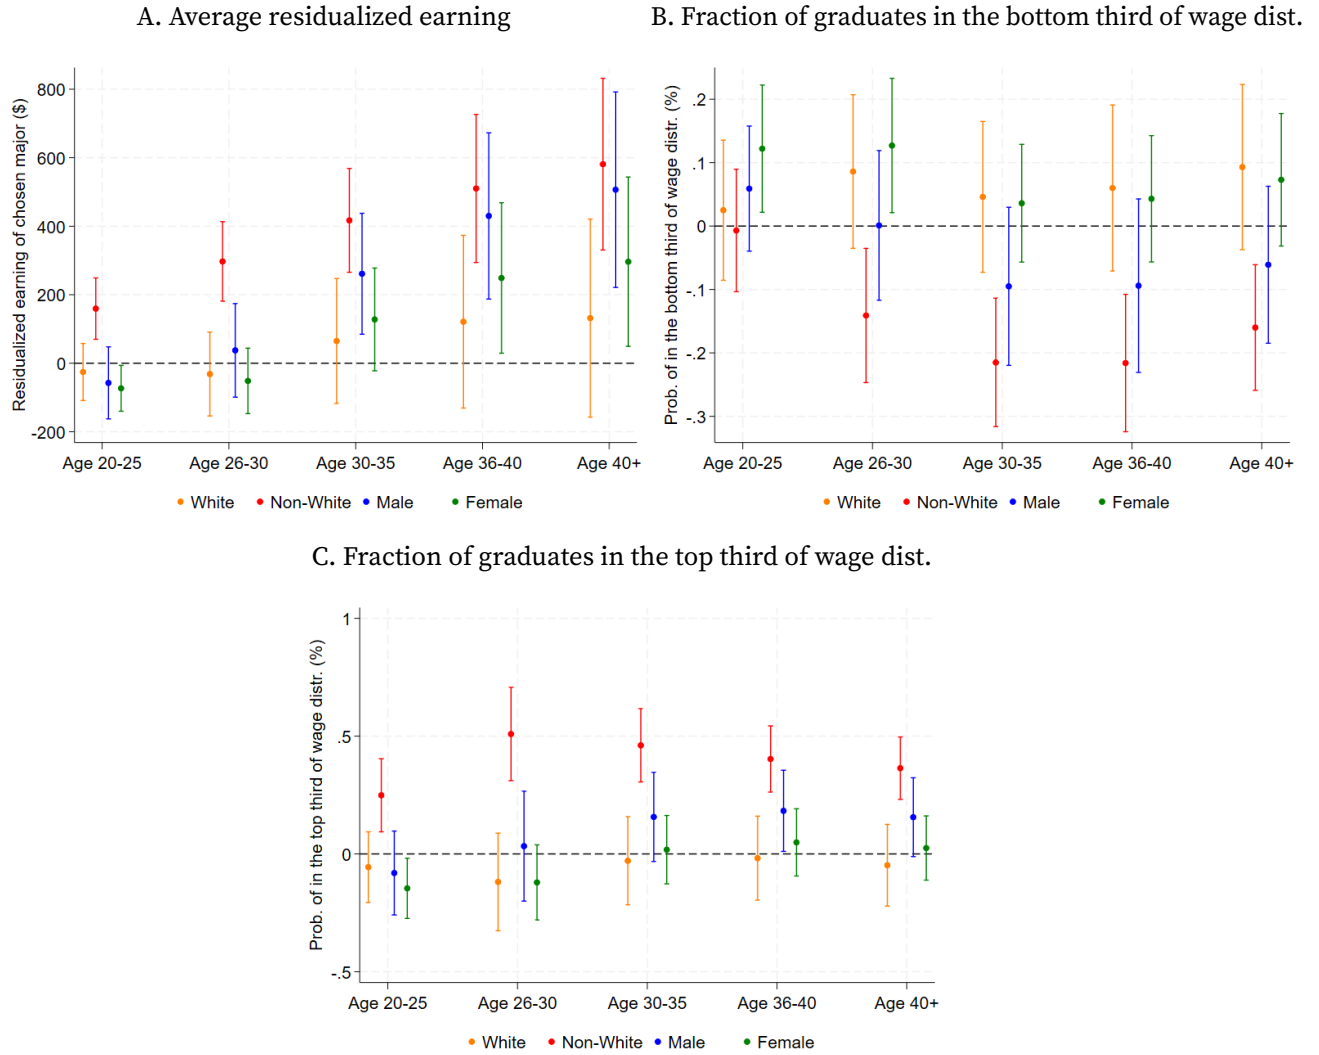 A. Average residualized earning
Residualized earning of chosen major ($)
800
600
400
200
0
-200
Age 20-25 Age 26-30 Age 30-35 Age 36-40 Age 40+
White Non-White Male Female
B. Fraction of graduates in the bottom third of wage dist.
Prob. of in the bottom third of wage distr. (%)
.2
.1
0
-.1
-.2
-.3
Age 20-25 Age 26-30 Age 30-35 Age 36-40 Age 40+
White Non-White Male Female
C. Fraction of graduates in the top third of wage dist.
Prob. of in the top third of wage distr. (%)
1
.5
0
-.5
Age 20-25 Age 26-30 Age 30-35 Age 36-40 Age 40+
White Non-White Male Female